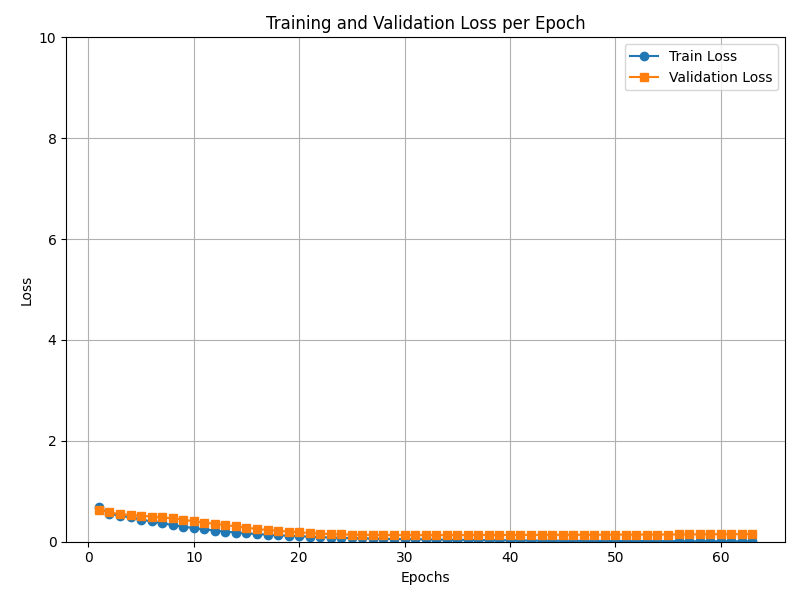 Training and Validation Loss per Epoch
10
8
6
4
2
0
Loss
Train Loss
Validation Loss
0 10 20 30 40 50 60
Epochs